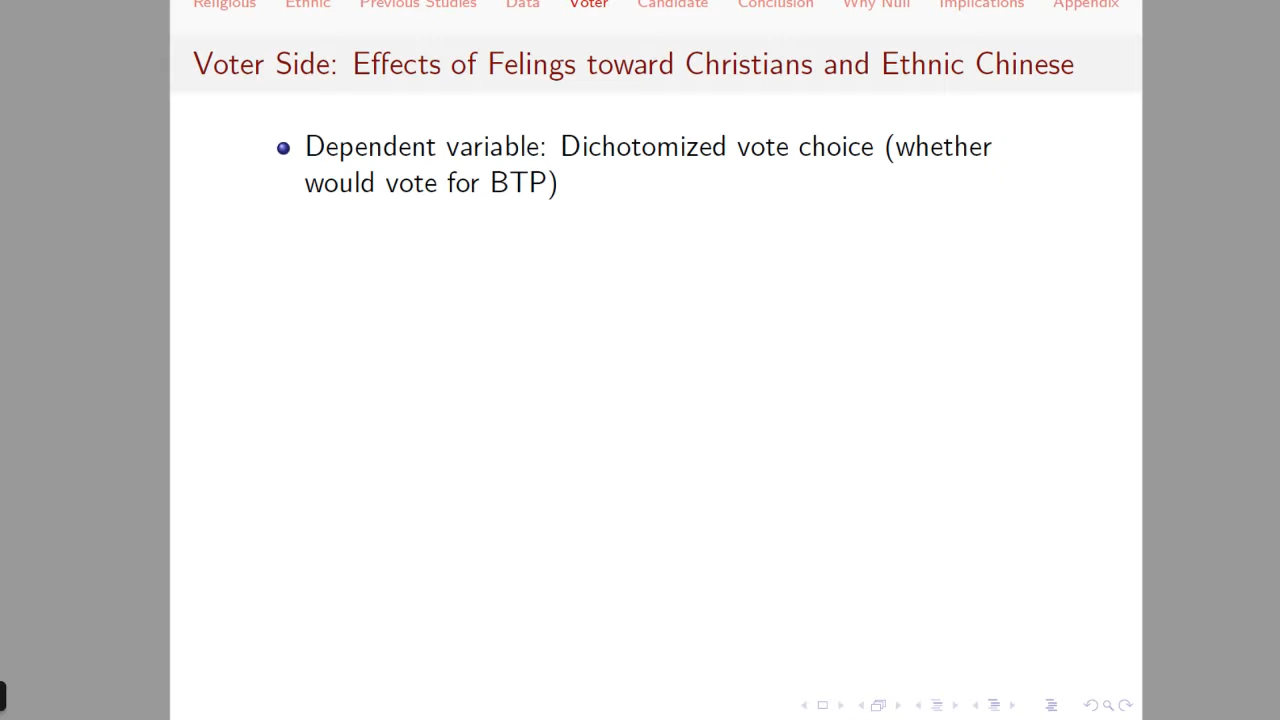 Religious Ethnic Previous Studies Data Voter Candidate Conclusion Why Null Implications Appendix
Voter Side: Effects of Felings toward Christians and Ethnic Chinese
Dependent variable: Dichotomized vote choice (whether
would vote for BTP)